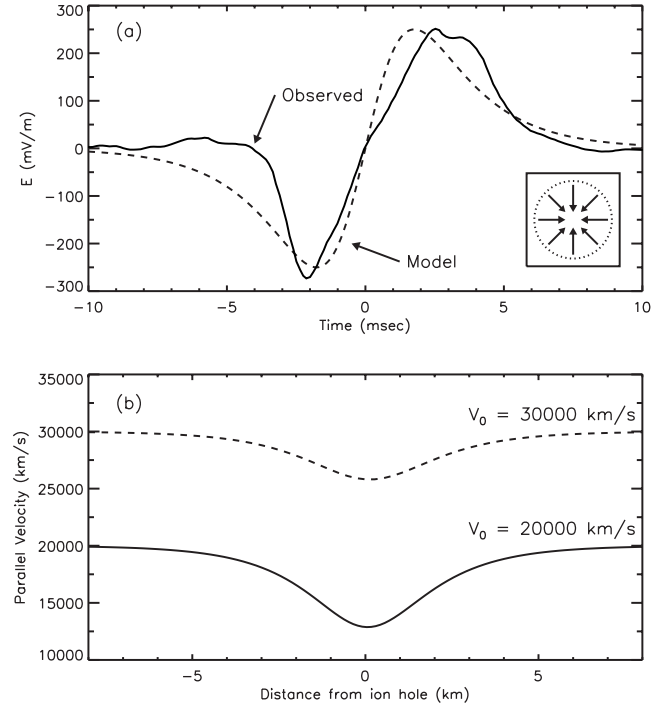 300
200
100
0
-100
-200
-300
E (mV/m)
(a)
Observed
Model
-10
-5
0
5
10
Time (msec)
35000
30000
25000
20000
15000
10000
Parallel Velocity (km/s)
(b)
V₀ = 30000 km/s
V₀ = 20000 km/s
-5
0
5
Distance from ion hole (km)